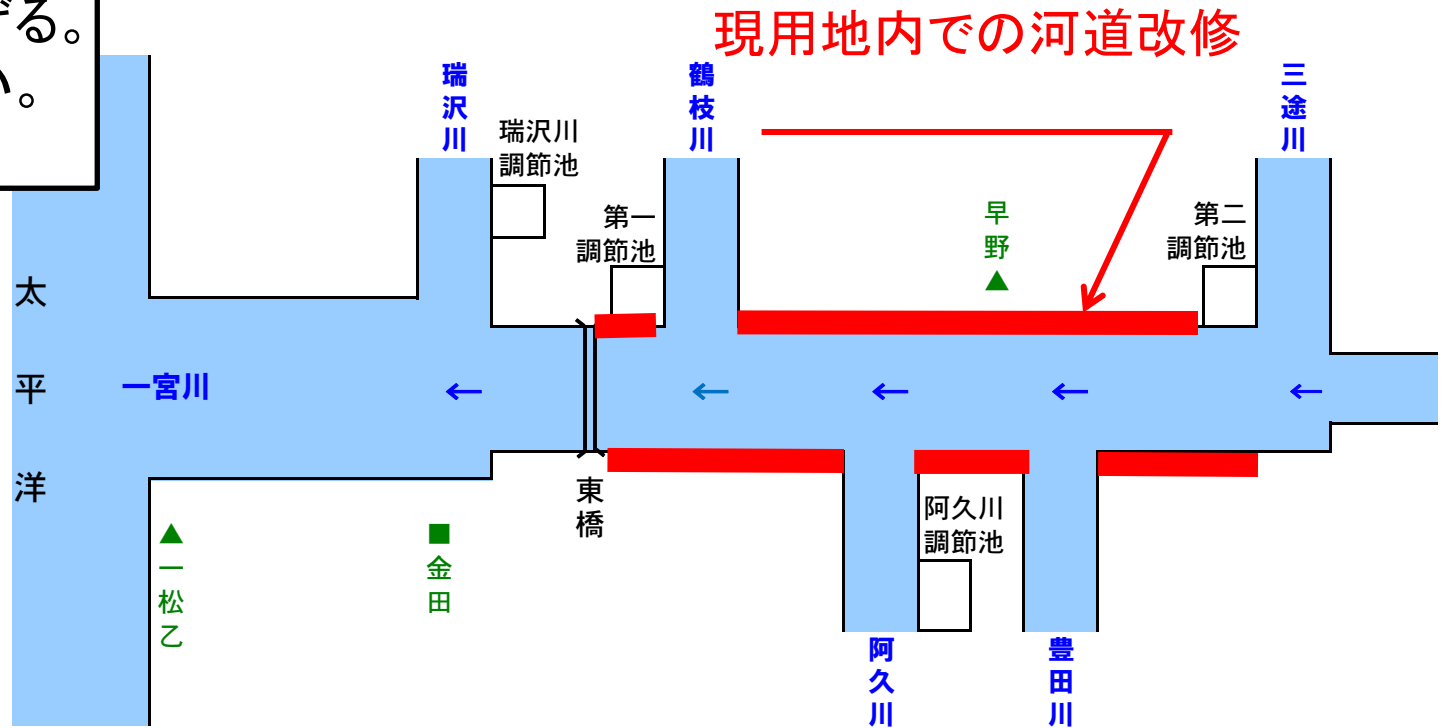 る。
い。
現用地内での河道改修
瑞沢川
鶴枝川
三途川
瑞沢川
調節池
第一
調節池
早野
▲
第二
調節池
太平洋
一宮川
←
←
←
←
←
東橋
▲
一松乙
■
金田
阿久川
調節池
阿久川
豊田川